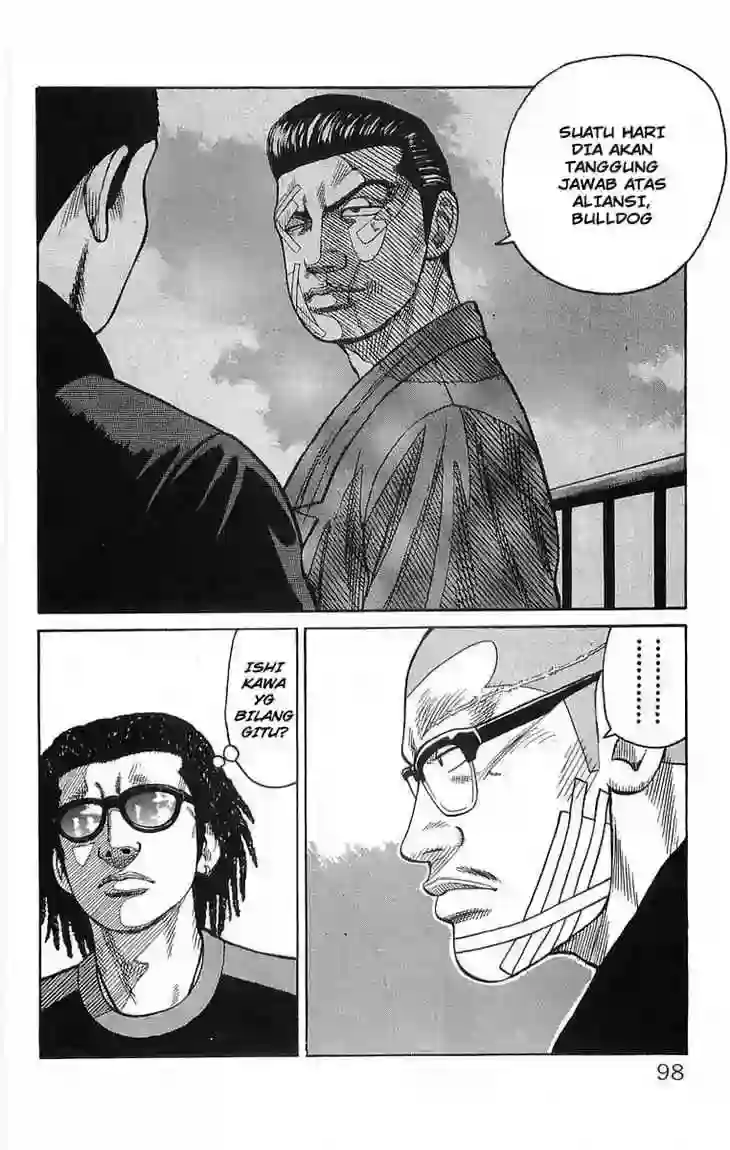 SUATU HARI
DIA AKAN
TANGGUNG
JAWAB ATAS
ALIANSI,
BULLDOG
ISHI
KAWA
YG
BILANG
GITU?
98